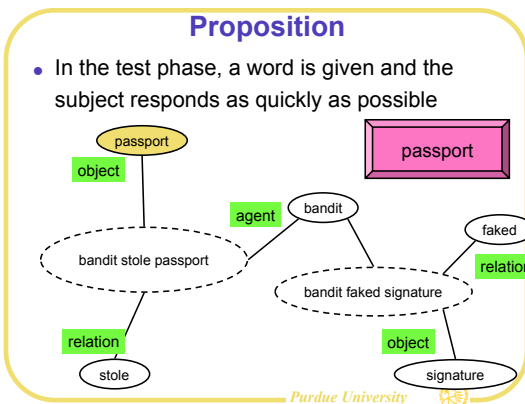 Proposition
• In the test phase, a word is given and the
subject responds as quickly as possible
passport
object
passport
agent
bandit
faked
bandit stole passport
relation
bandit faked signature
relation
object
stole
signature
Purdue University